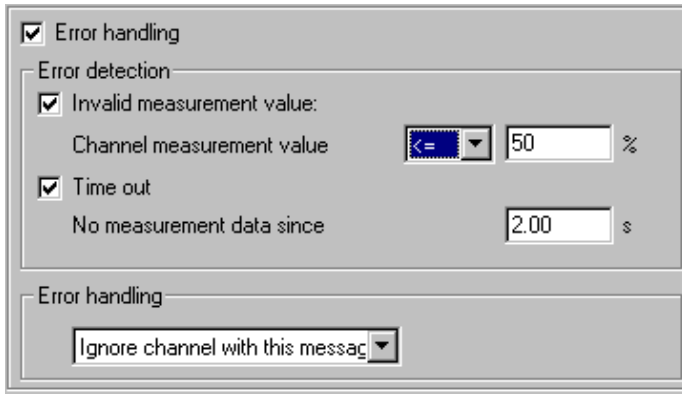 Error handling
Error detection
Invalid measurement value:
Channel measurement value <= 50 %
Time out
No measurement data since 2.00 s
Error handling
Ignore channel with this messag